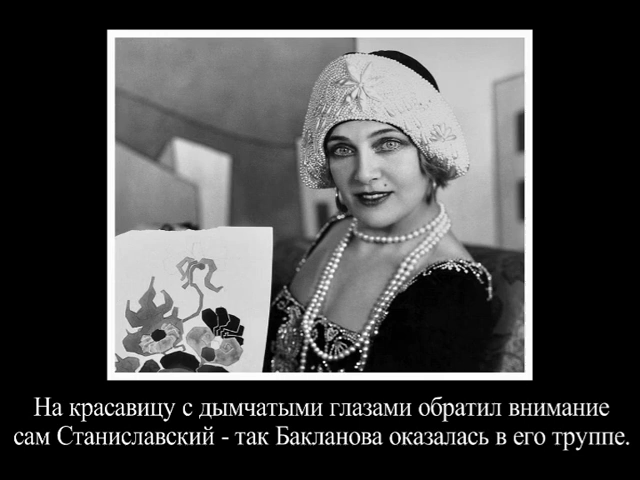 На красавицу с дымчатыми глазами обратил внимание
сам Станиславский - так Бакланова оказалась в его труппе.